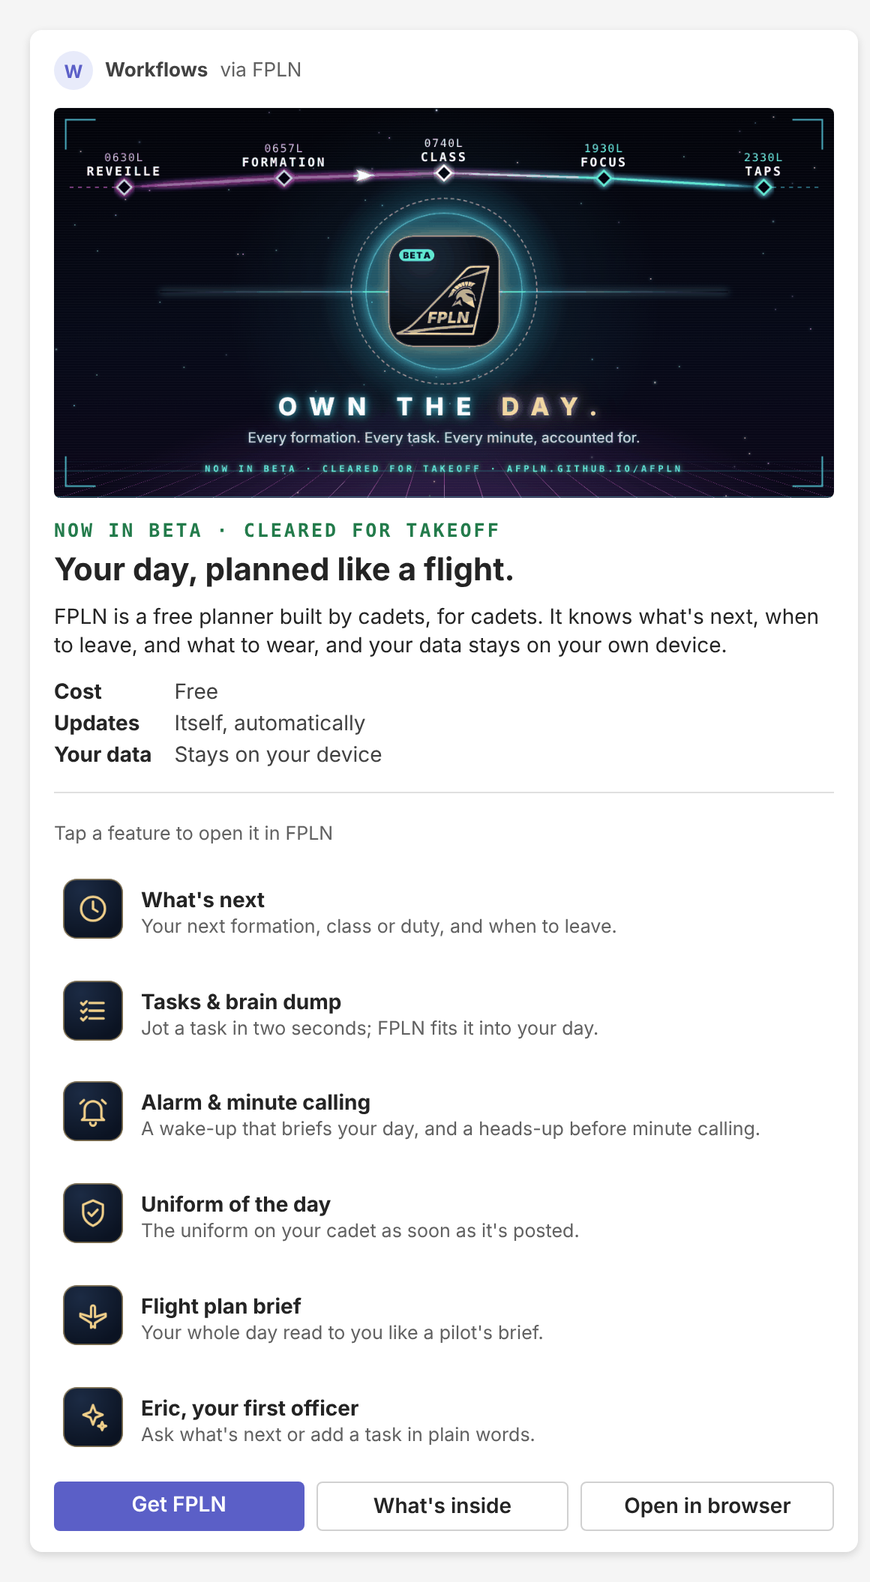 W
Workflows via FPLN
0630L
REVEILLE
0657L
FORMATION
0740L
CLASS
1930L
FOCUS
2330L
TAPS
BETA
FPLN
OWN THE DAY.
Every formation. Every task. Every minute, accounted for.
NOW IN BETA · CLEARED FOR TAKEOFF · AFPLN.GITHUB.IO/AFPLN
NOW IN BETA · CLEARED FOR TAKEOFF
Your day, planned like a flight.
FPLN is a free planner built by cadets, for cadets. It knows what's next, when
to leave, and what to wear, and your data stays on your own device.
Cost Free
Updates Itself, automatically
Your data Stays on your device
Tap a feature to open it in FPLN
What's next
Your next formation, class or duty, and when to leave.
Tasks & brain dump
Jot a task in two seconds; FPLN fits it into your day.
Alarm & minute calling
A wake-up that briefs your day, and a heads-up before minute calling.
Uniform of the day
The uniform on your cadet as soon as it's posted.
Flight plan brief
Your whole day read to you like a pilot's brief.
Eric, your first officer
Ask what's next or add a task in plain words.
Get FPLN
What's inside
Open in browser